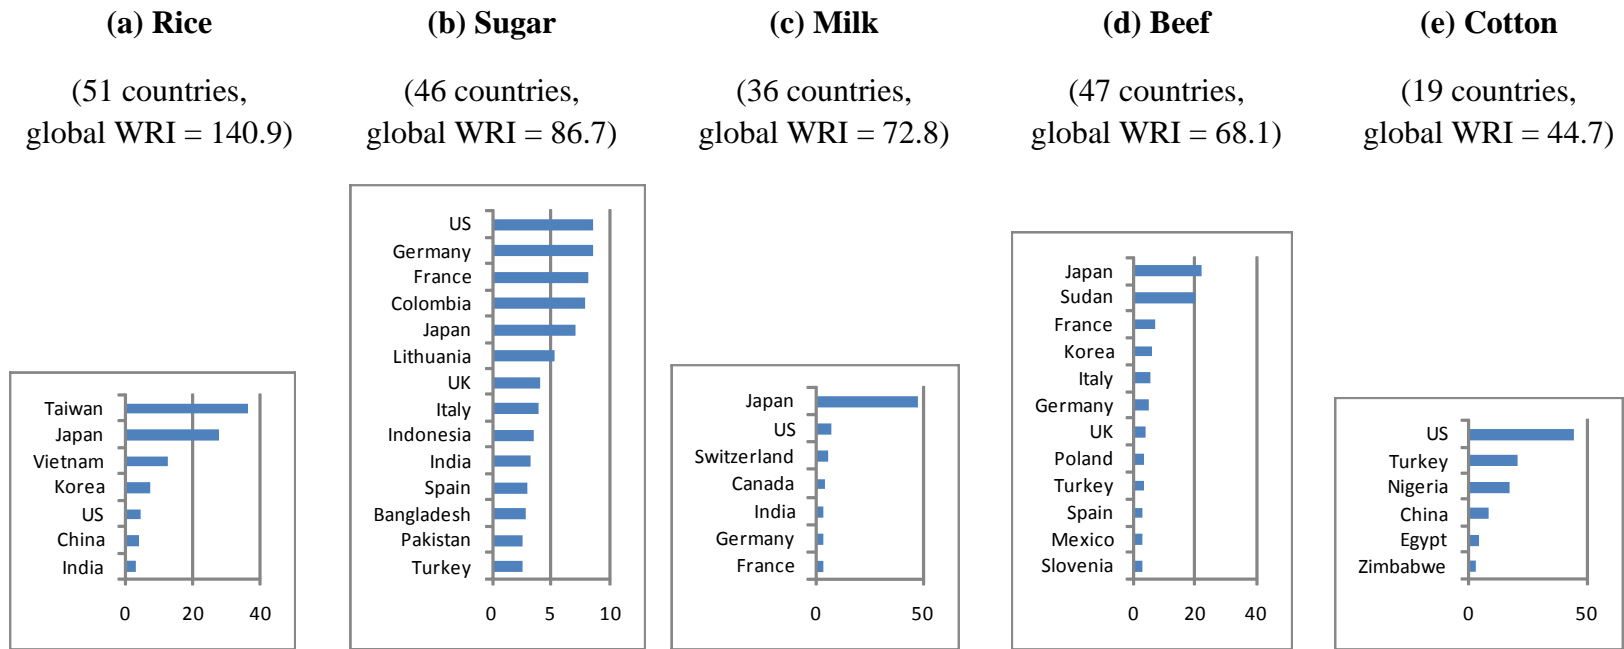 (a) Rice
(51 countries,
global WRI = 140.9)
Taiwan
Japan
Vietnam
Korea
US
China
India
0 20 40
(b) Sugar
(46 countries,
global WRI = 86.7)
US
Germany
France
Colombia
Japan
Lithuania
UK
Italy
Indonesia
India
Spain
Bangladesh
Pakistan
Turkey
0 5 10
(c) Milk
(36 countries,
global WRI = 72.8)
Japan
US
Switzerland
Canada
India
Germany
France
0 50
(d) Beef
(47 countries,
global WRI = 68.1)
Japan
Sudan
France
Korea
Italy
Germany
UK
Poland
Turkey
Spain
Mexico
Slovenia
0 20 40
(e) Cotton
(19 countries,
global WRI = 44.7)
US
Turkey
Nigeria
China
Egypt
Zimbabwe
0 50